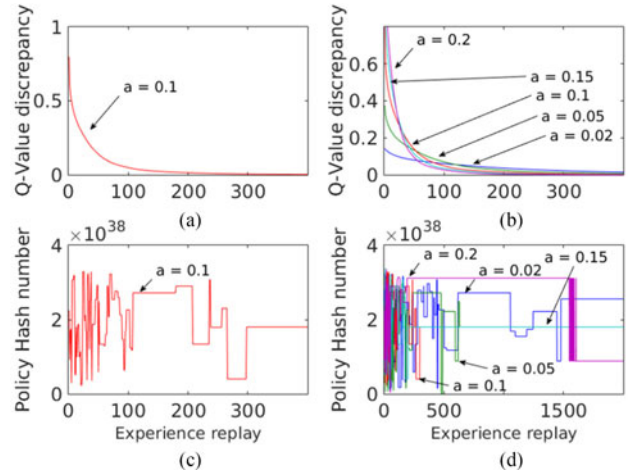 1
0.5
0
Q-Value discrepancy
a = 0.1
0 100 200 300
(a)
0.6
0.4
0.2
0
Q-Value discrepancy
a = 0.2
a = 0.15
a = 0.1
a = 0.05
a = 0.02
0 100 200 300
(b)
× 10^38
4
2
0
Policy Hash number
a = 0.1
0 100 200 300 400
Experience replay
(c)
× 10^38
4
2
0
Policy Hash number
a = 0.2
a = 0.02
a = 0.15
a = 0.05
a = 0.1
0 500 1500
Experience replay
(d)